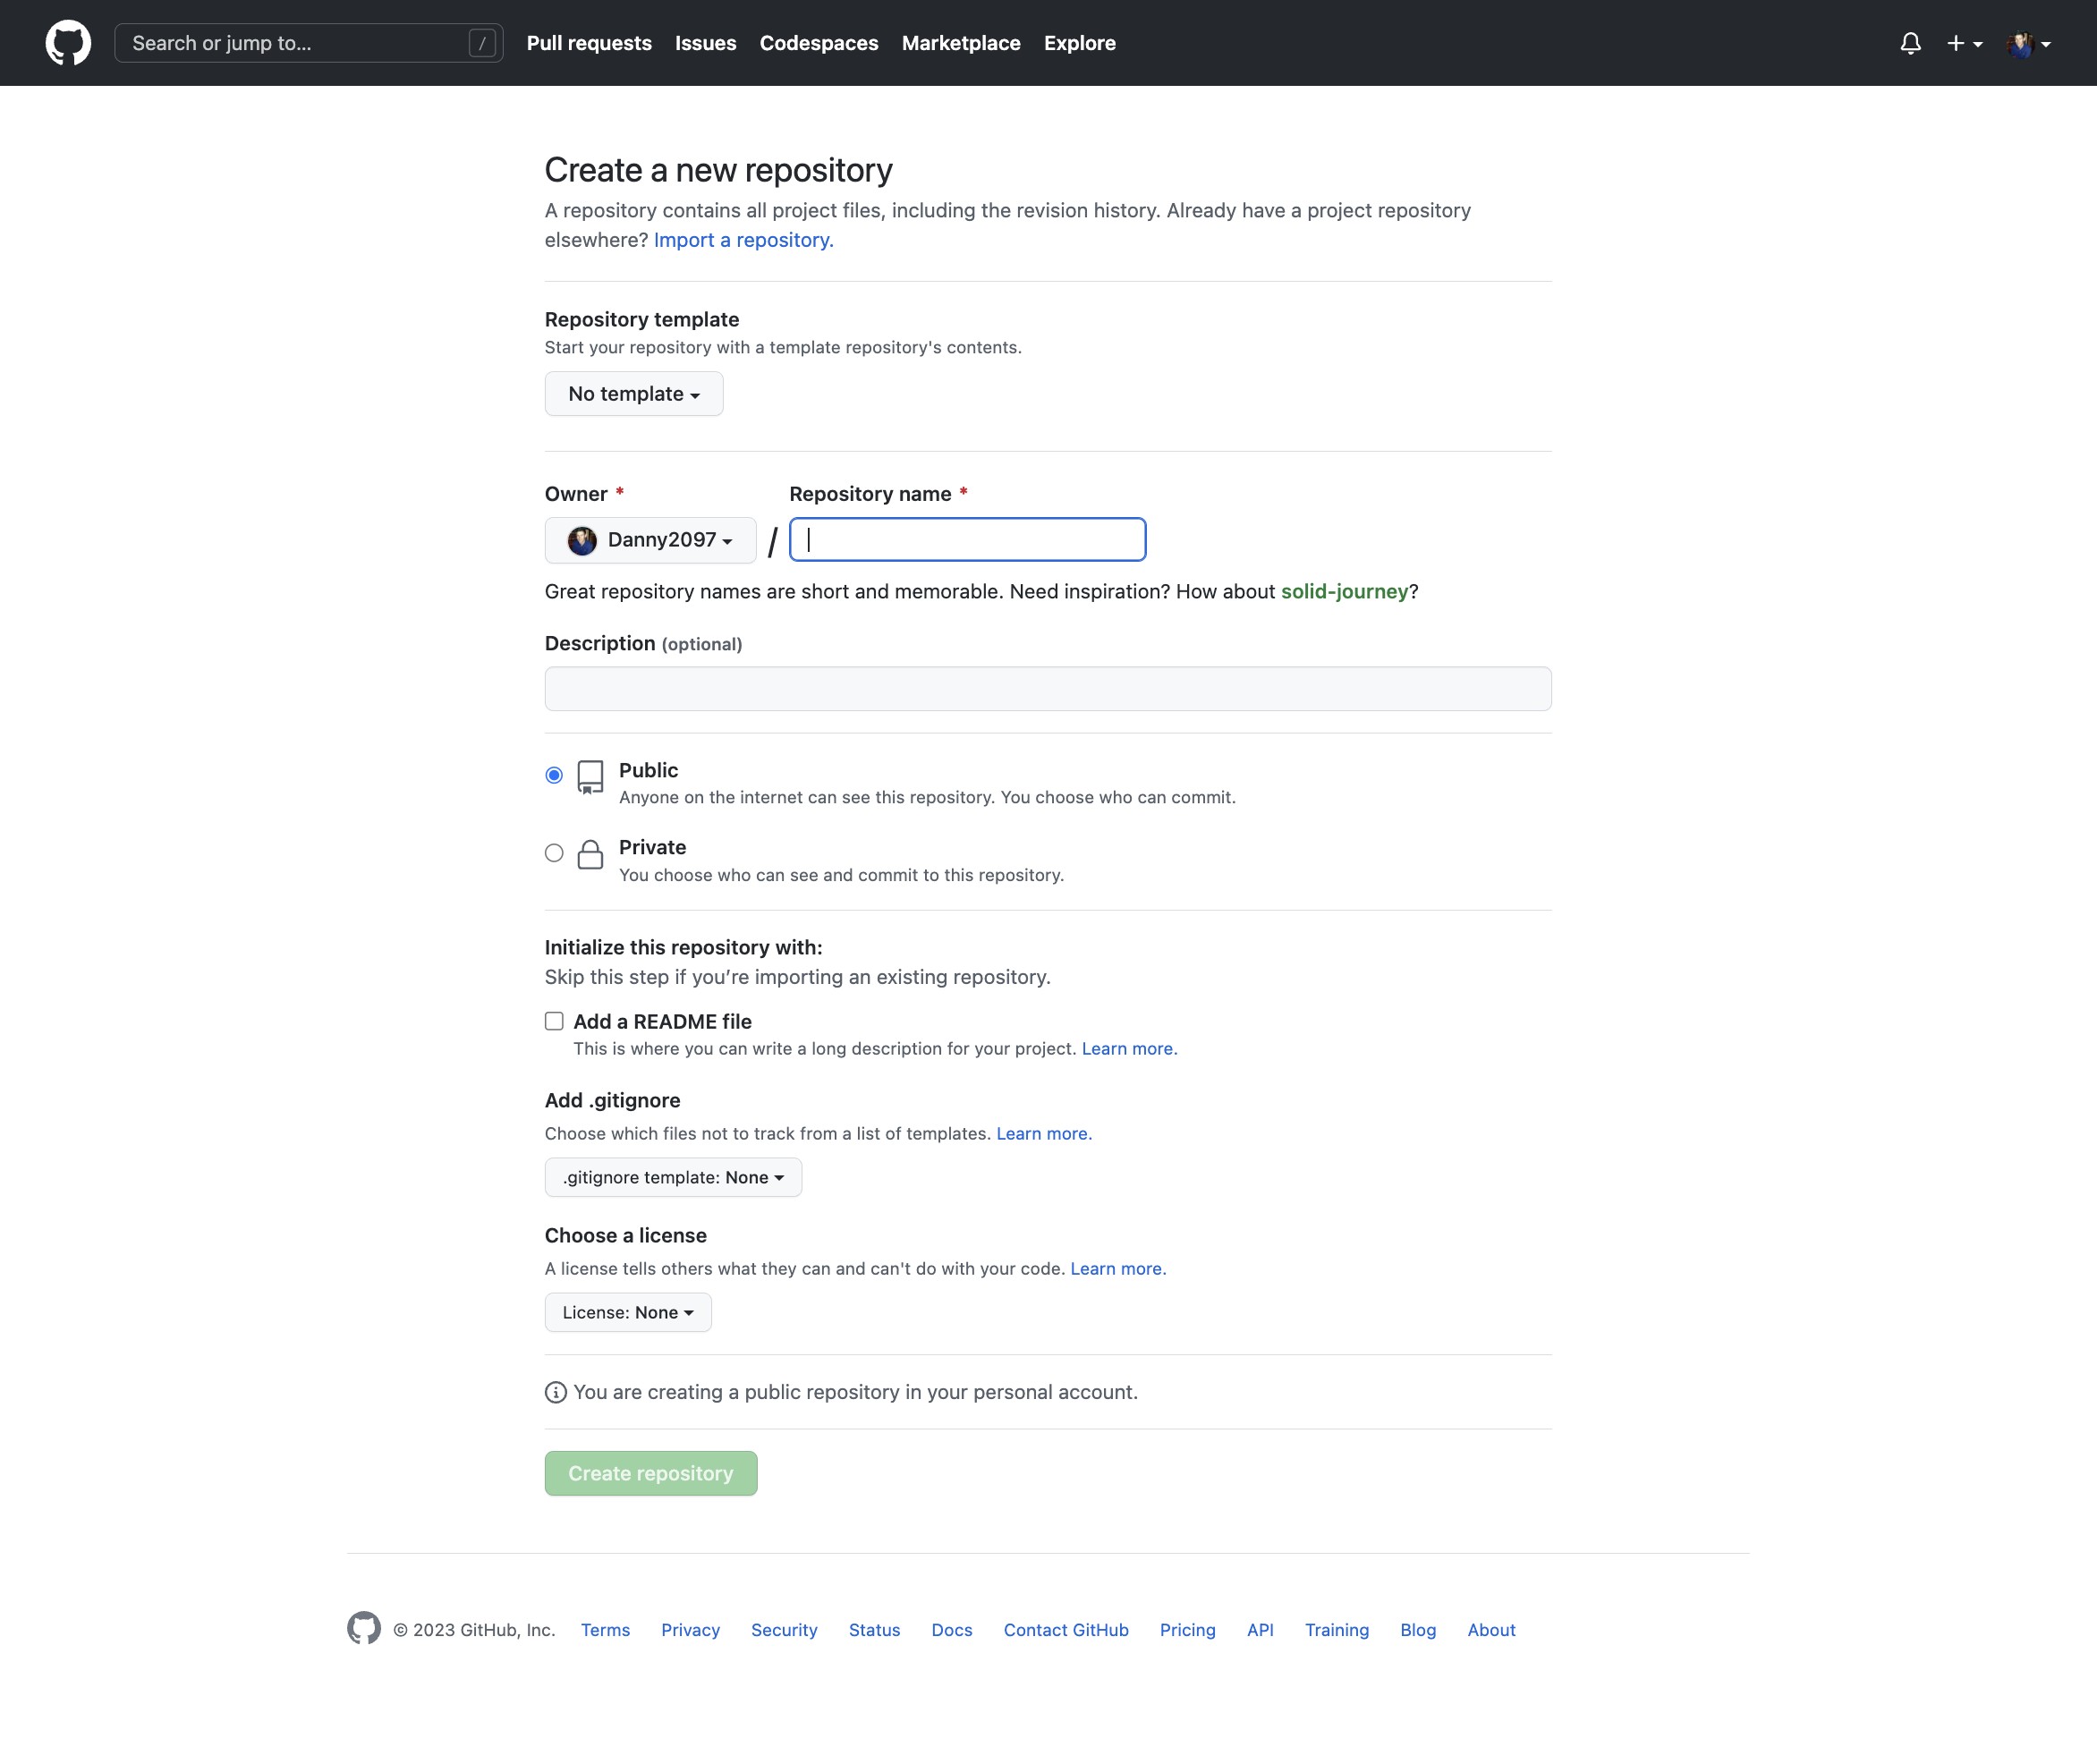 Search or jump to... /
Pull requests Issues Codespaces Marketplace Explore
Create a new repository
A repository contains all project files, including the revision history. Already have a project repository
elsewhere? Import a repository.
Repository template
Start your repository with a template repository's contents.
No template
Owner * Repository name *
Danny2097 /
Great repository names are short and memorable. Need inspiration? How about solid-journey?
Description (optional)
Public
Anyone on the internet can see this repository. You choose who can commit.
Private
You choose who can see and commit to this repository.
Initialize this repository with:
Skip this step if you’re importing an existing repository.
Add a README file
This is where you can write a long description for your project. Learn more.
Add .gitignore
Choose which files not to track from a list of templates. Learn more.
.gitignore template: None
Choose a license
A license tells others what they can and can't do with your code. Learn more.
License: None
You are creating a public repository in your personal account.
Create repository
© 2023 GitHub, Inc. Terms Privacy Security Status Docs Contact GitHub Pricing API Training Blog About